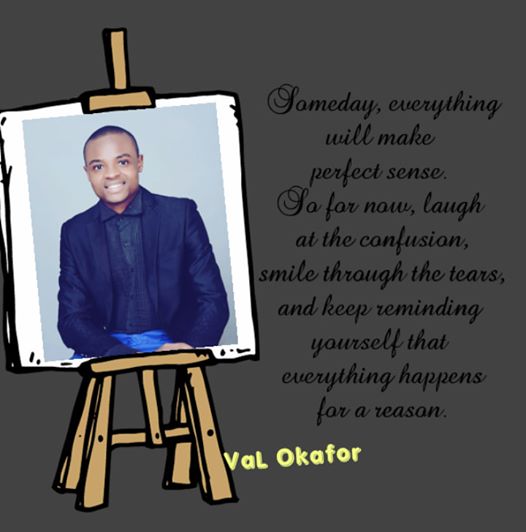 Someday, everything
will make
perfect sense.
So for now, laugh
at the confusion,
smile through the tears,
and keep reminding
yourself that
everything happens
for a reason.
VaL Okafor